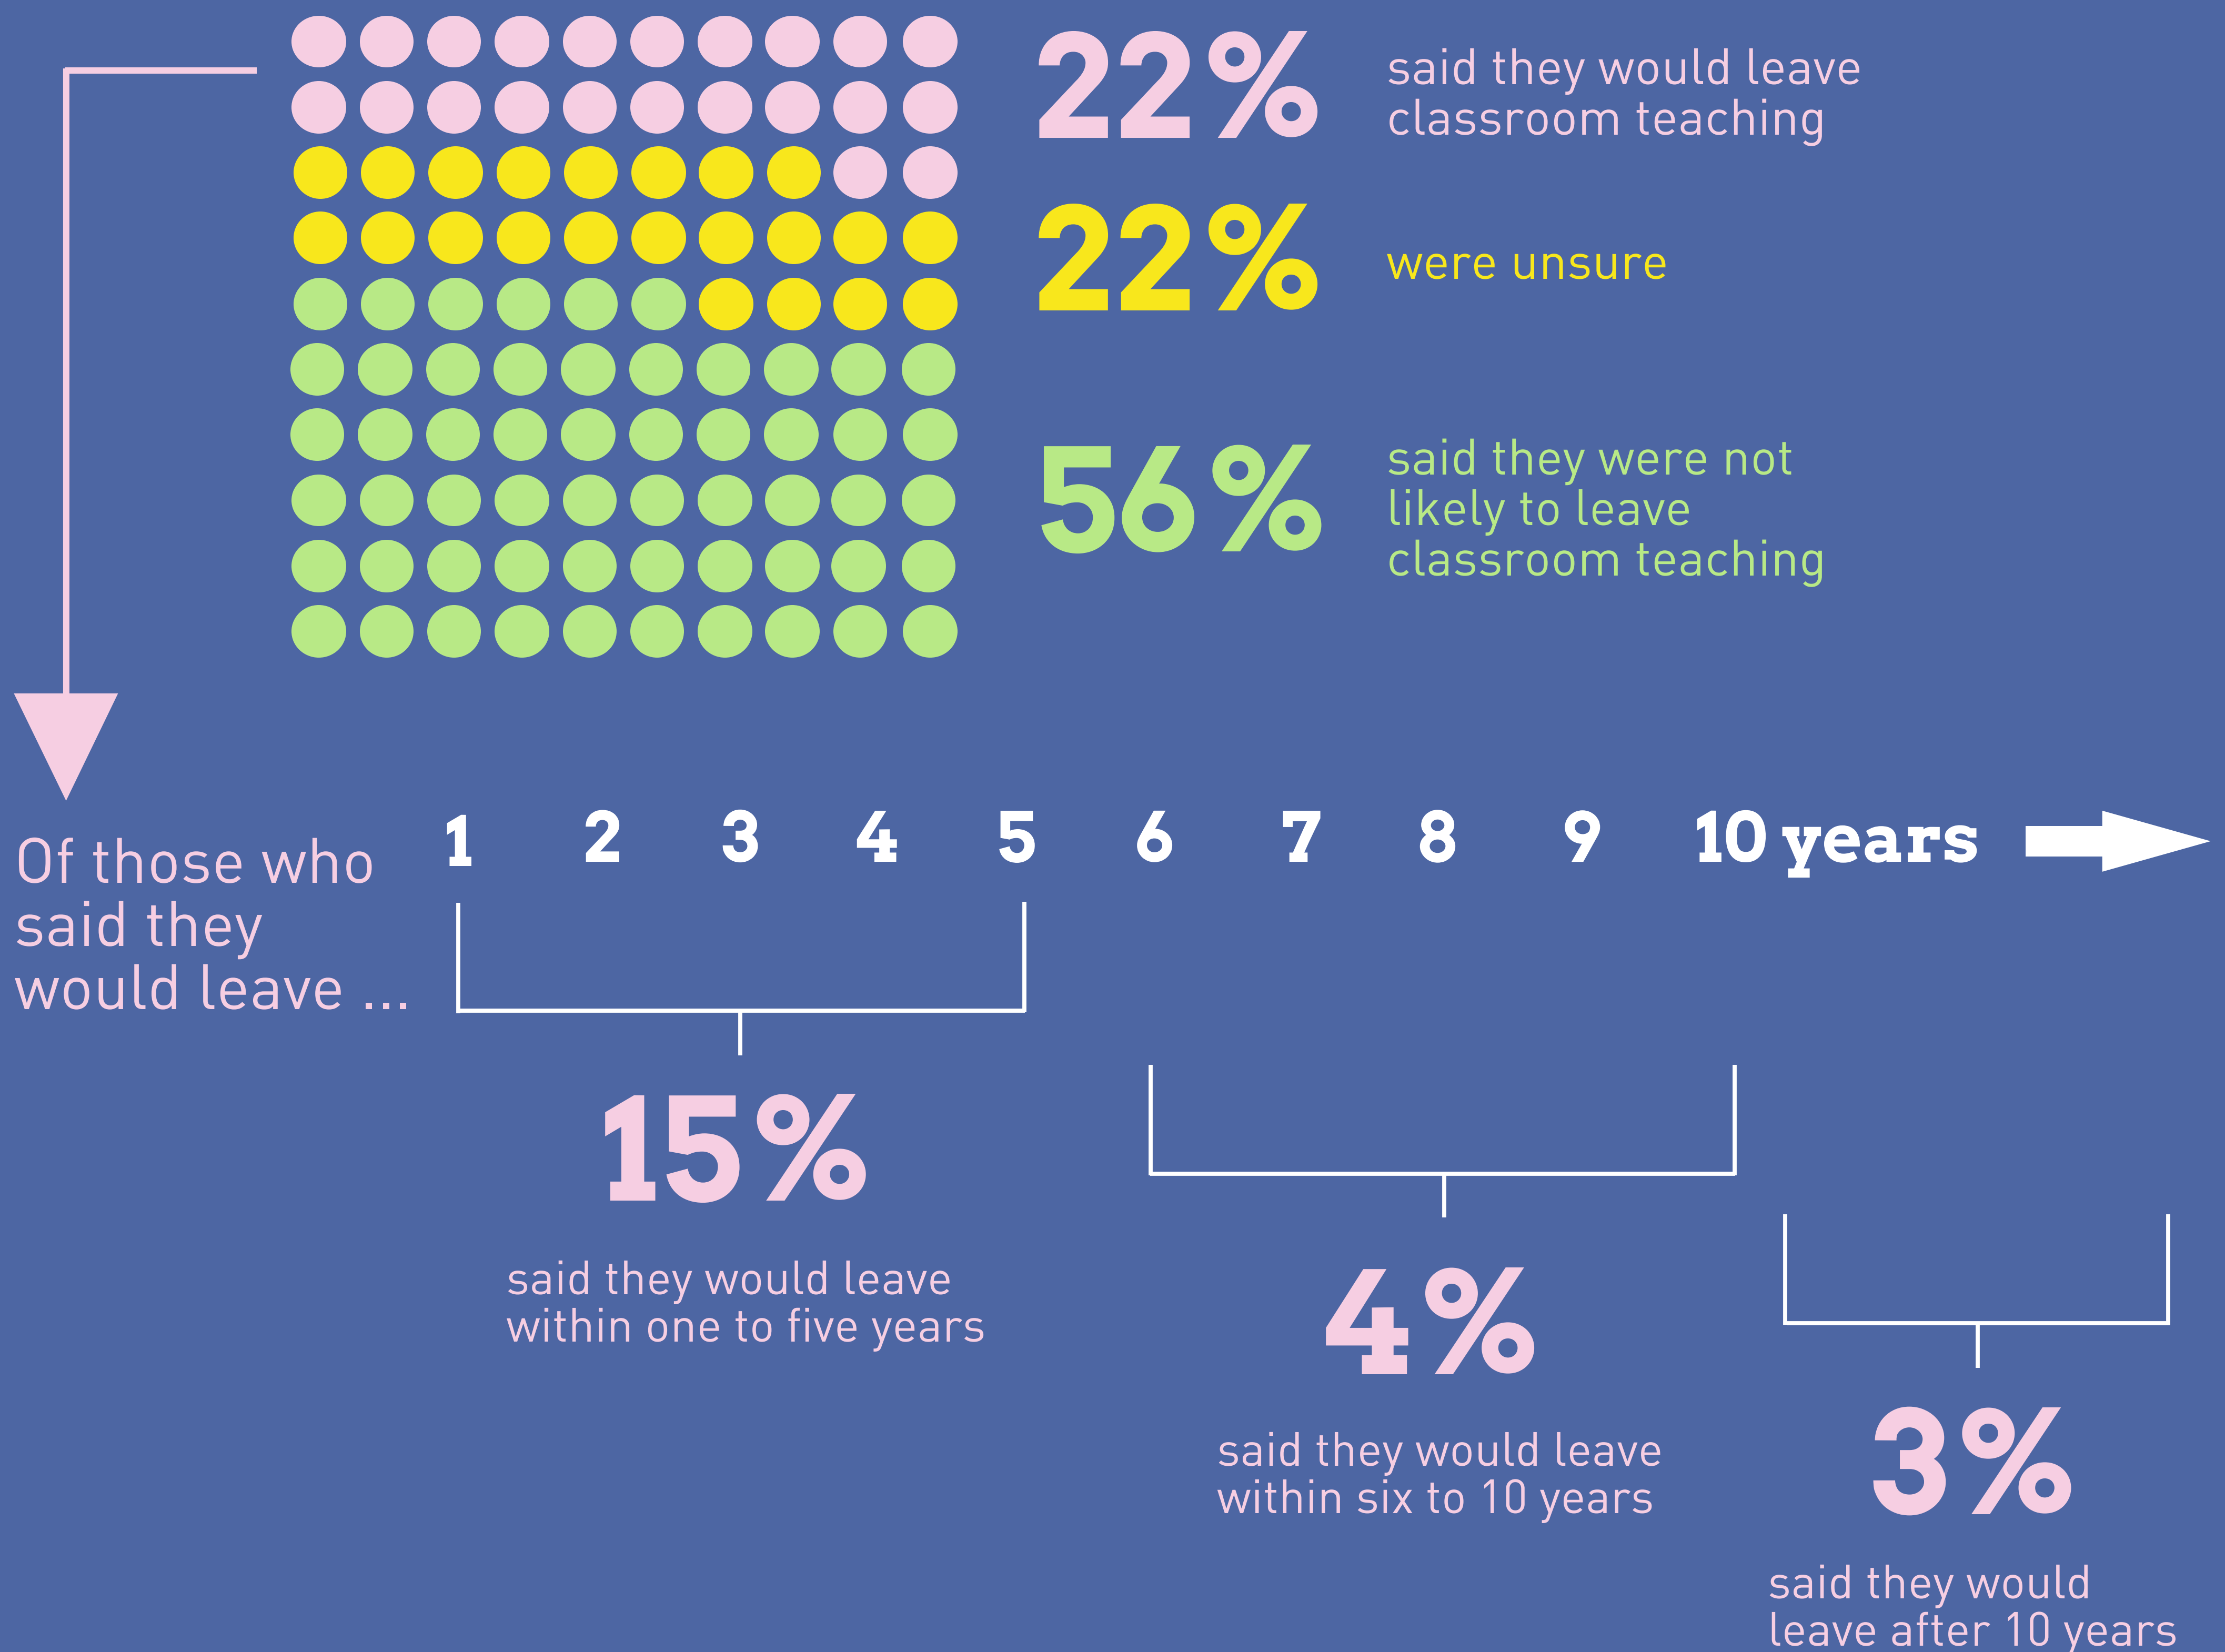 22%
said they would leave
classroom teaching
22%
were unsure
56%
said they were not
likely to leave
classroom teaching
Of those who
said they
would leave ...
1 2 3 4 5 6 7 8 9 10 years
15%
said they would leave
within one to five years
4%
said they would leave
within six to 10 years
3%
said they would
leave after 10 years